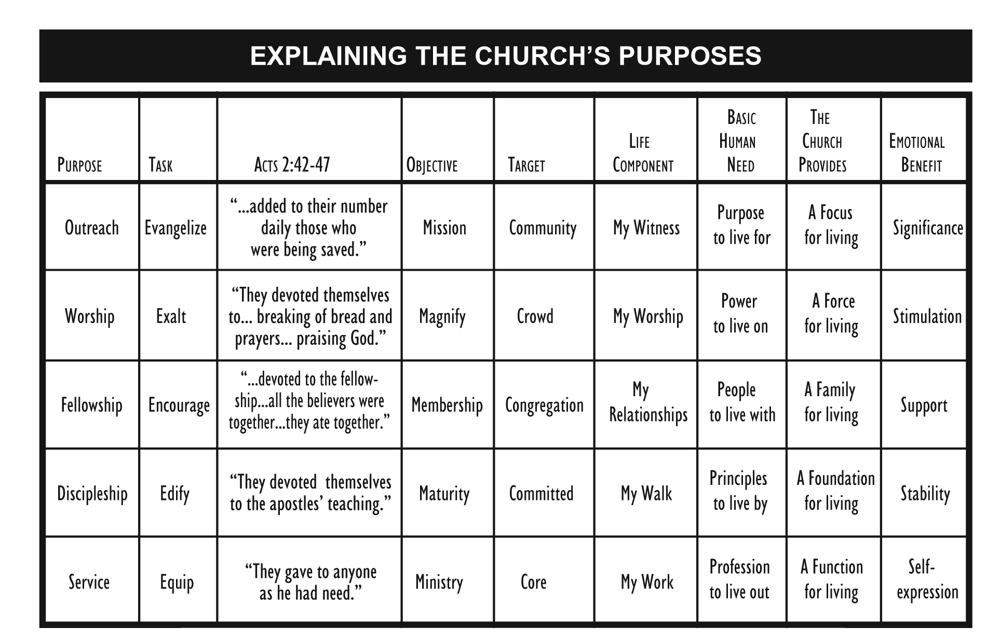 EXPLAINING THE CHURCH’S PURPOSES
PURPOSE
TASK
ACTS 2:42-47
OBJECTIVE
TARGET
LIFE
COMPONENT
BASIC
HUMAN
NEED
THE
CHURCH
PROVIDES
EMOTIONAL
BENEFIT
Outreach
Evangelize
“...added to their number
daily those who
were being saved.”
Mission
Community
My Witness
Purpose
to live for
A Focus
for living
Significance
Worship
Exalt
“They devoted themselves
to... breaking of bread and
prayers... praising God.”
Magnify
Crowd
My Worship
Power
to live on
A Force
for living
Stimulation
Fellowship
Encourage
“...devoted to the fellow-
ship...all the believers were
together...they ate together.”
Membership
Congregation
My
Relationships
People
to live with
A Family
for living
Support
Discipleship
Edify
“They devoted themselves
to the apostles’ teaching.”
Maturity
Committed
My Walk
Principles
to live by
A Foundation
for living
Stability
Service
Equip
“They gave to anyone
as he had need.”
Ministry
Core
My Work
Profession
to live out
A Function
for living
Self-
expression